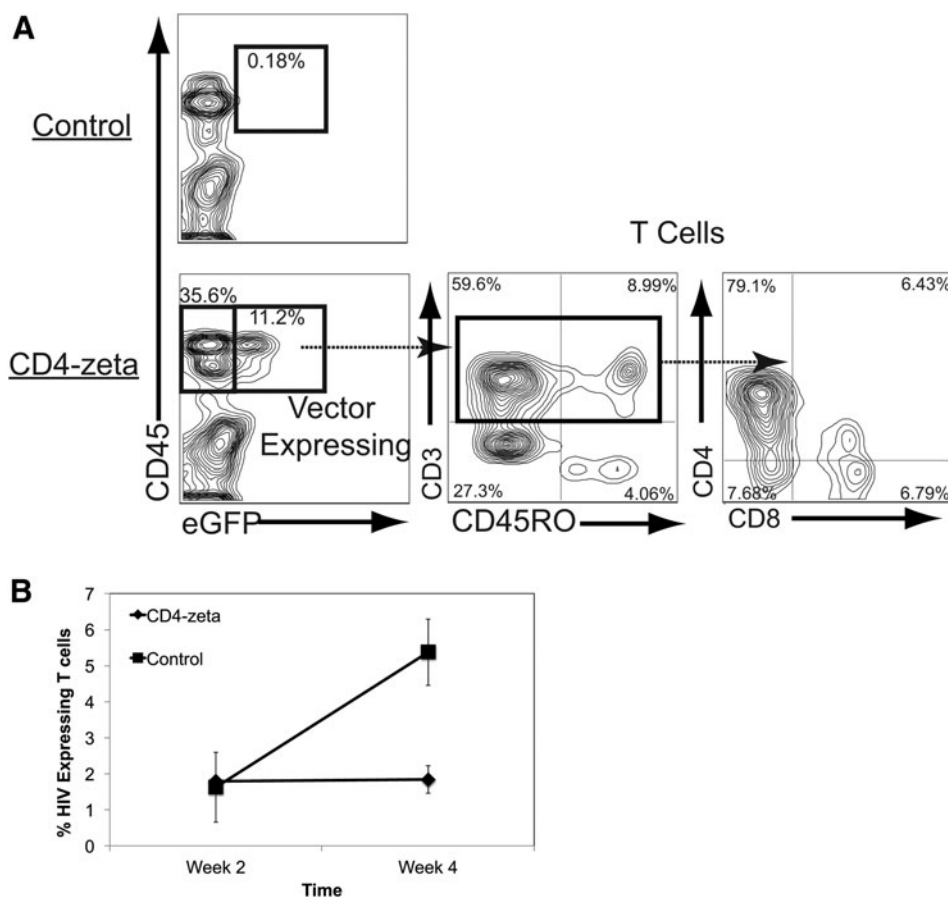 A
Control
CD45
0.18%
T Cells
CD4-zeta
35.6%
11.2%
Vector
Expressing
eGFP
59.6%
8.99%
CD3
27.3%
4.06%
CD45RO
79.1%
6.43%
CD4
7.68%
6.79%
CD8
B
% HIV Expressing T cells
7
6
5
4
3
2
1
0
CD4-zeta
Control
Week 2
Week 4
Time